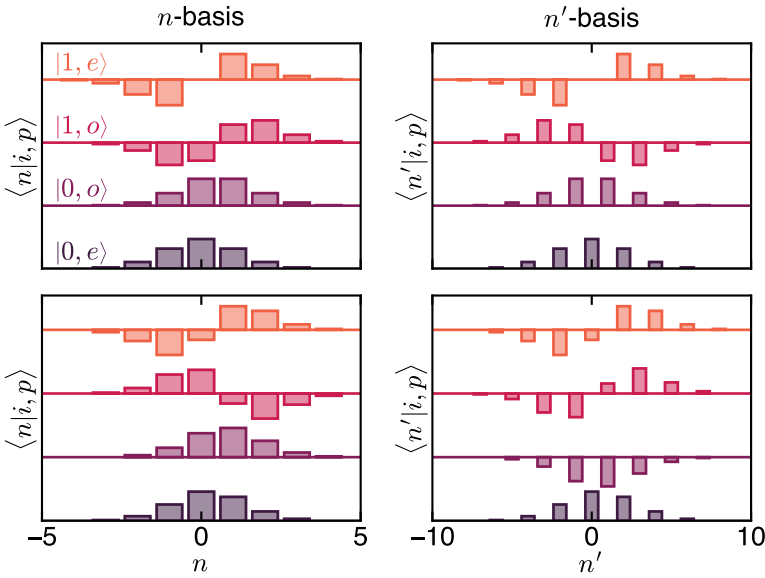 n-basis
n′-basis
⟨n|i, p⟩
|1, e⟩
|1, o⟩
|0, o⟩
|0, e⟩
⟨n′|i, p⟩
⟨n|i, p⟩
⟨n′|i, p⟩
−5
0
5
−10
0
10
n
n′